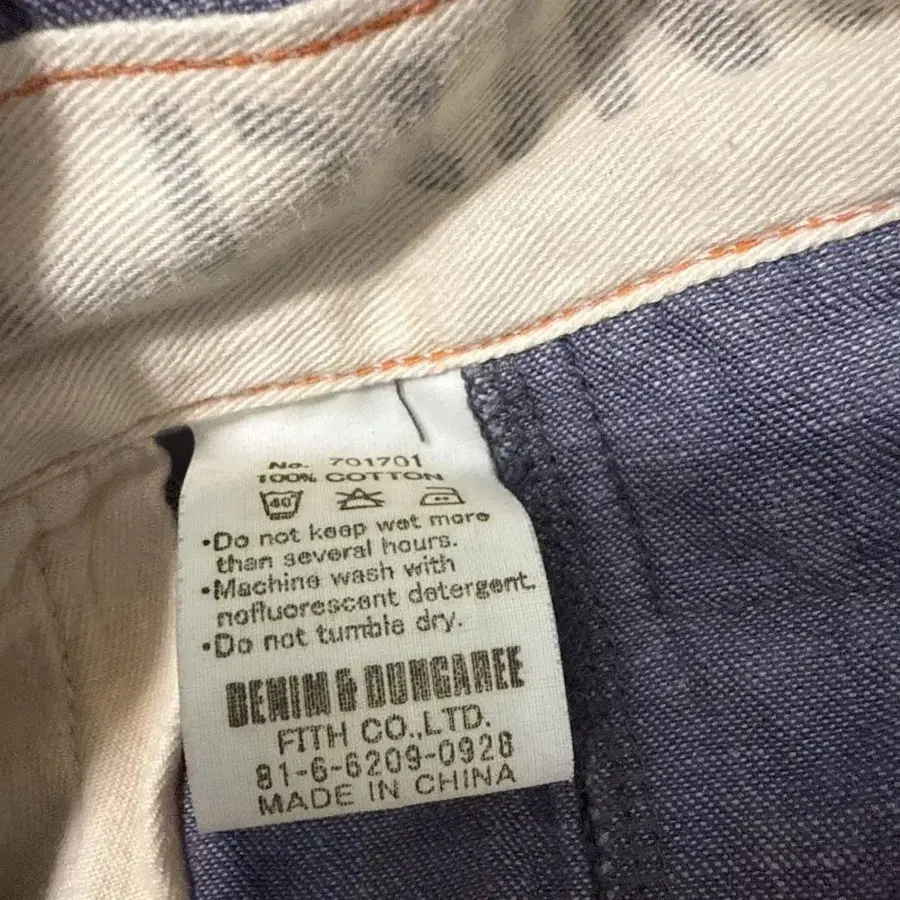 No. 701701
100% COTTON
40
•Do not keep wet more
than several hours.
•Machine wash with
nofluorescent detergent.
•Do not tumble dry.
DENIM & DUNGAREE
FITH CO.,LTD.
81-6-6209-0926
MADE IN CHINA